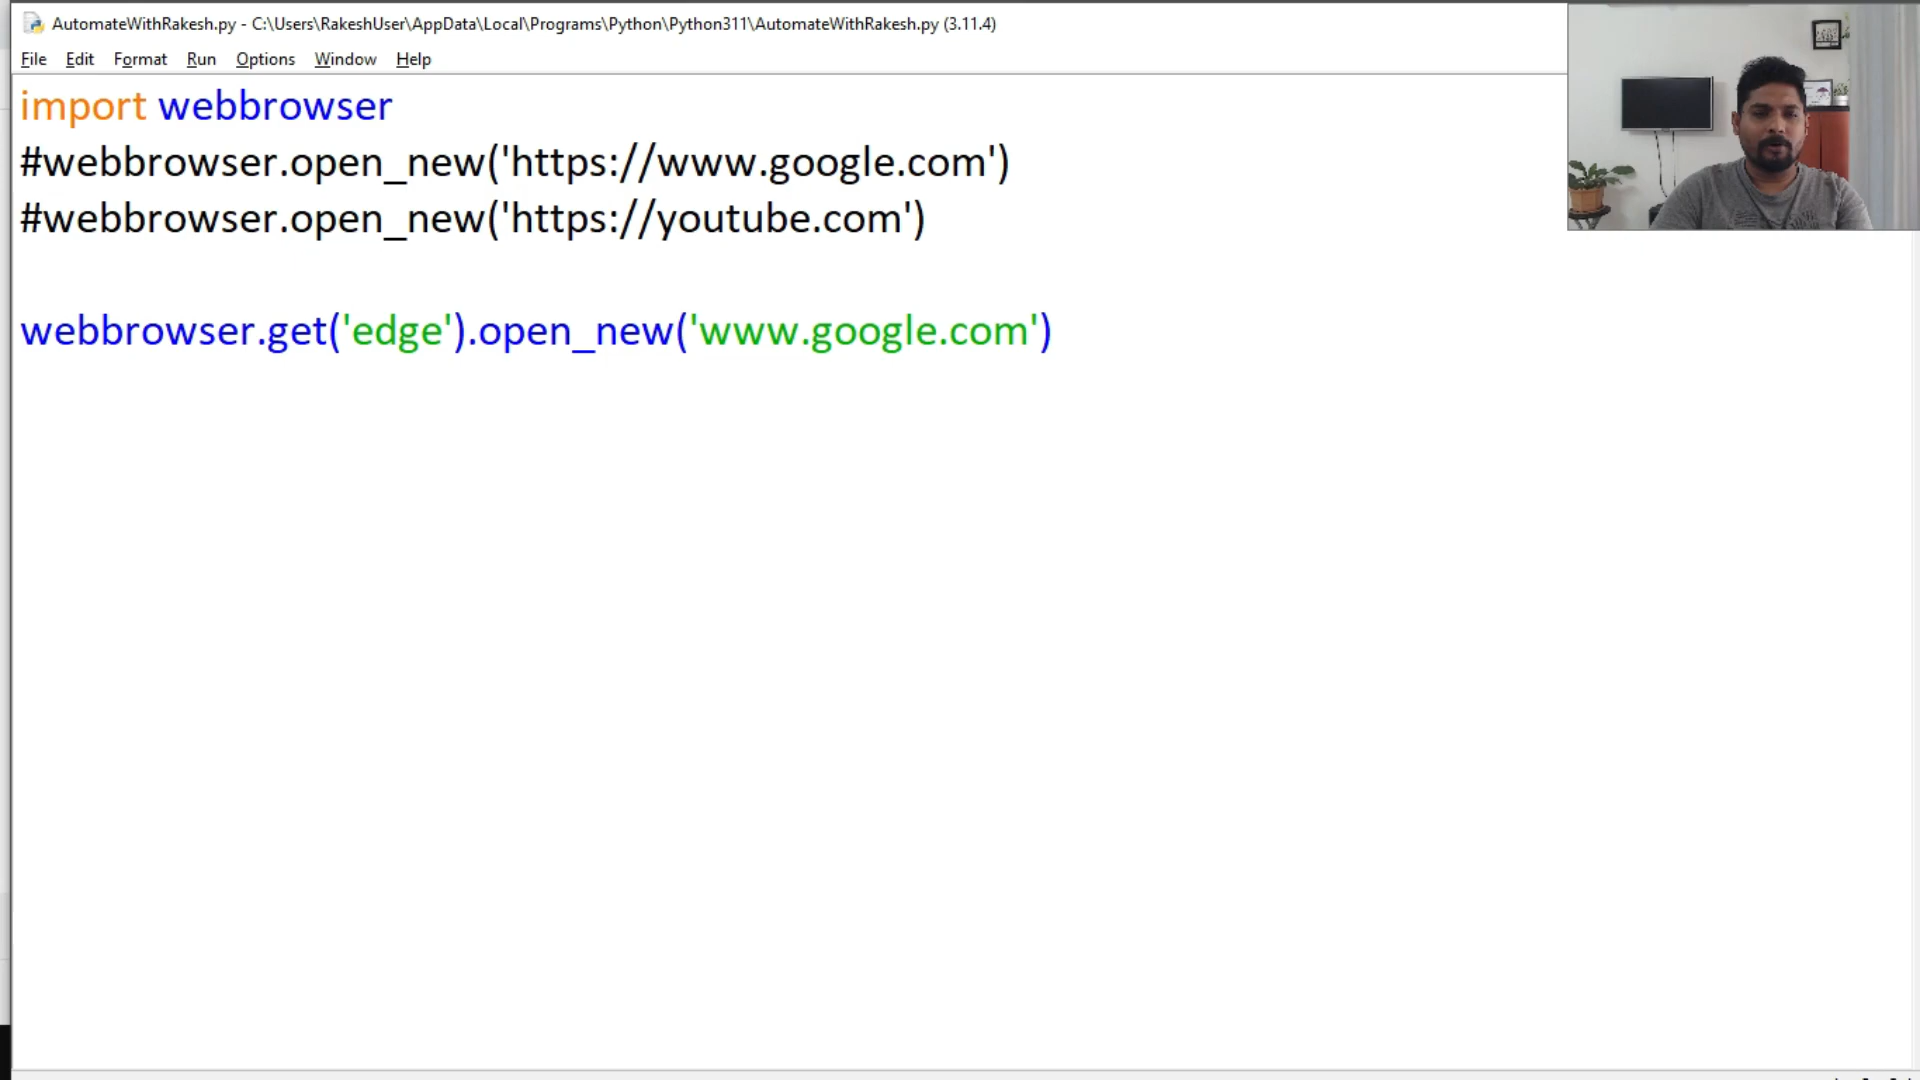 AutomateWithRakesh.py - C:\Users\RakeshUser\AppData\Local\Programs\Python\Python311\AutomateWithRakesh.py (3.11.4)
File Edit Format Run Options Window Help
import webbrowser
#webbrowser.open_new('https://www.google.com')
#webbrowser.open_new('https://youtube.com')
webbrowser.get('edge').open_new('www.google.com')